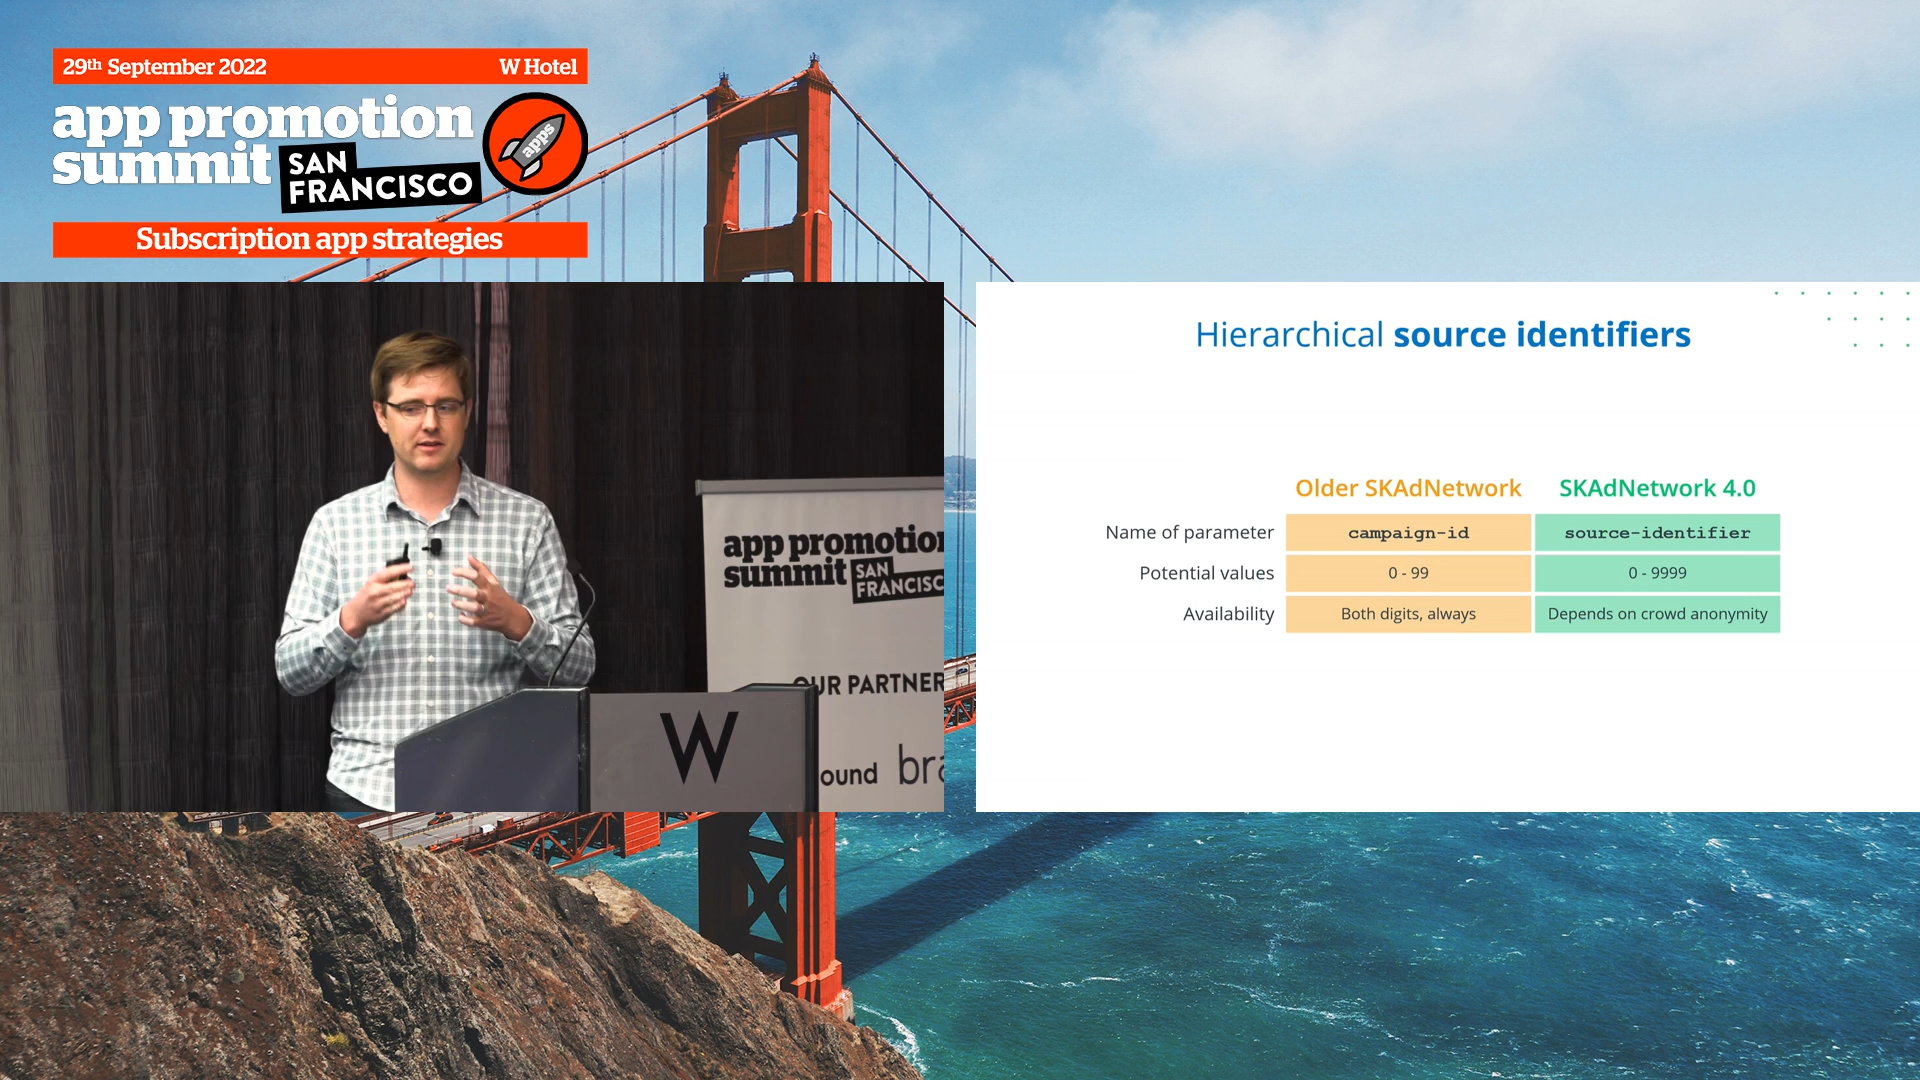 29th September 2022 W Hotel
app promotion
summit SAN
FRANCISCO
apps
Subscription app strategies
Hierarchical source identifiers
Older SKAdNetwork SKAdNetwork 4.0
Name of parameter campaign-id source-identifier
Potential values 0 - 99 0 - 9999
Availability Both digits, always Depends on crowd anonymity
app promotion
summit SAN
FRANCISC
OUR PARTNER
ound bra
W